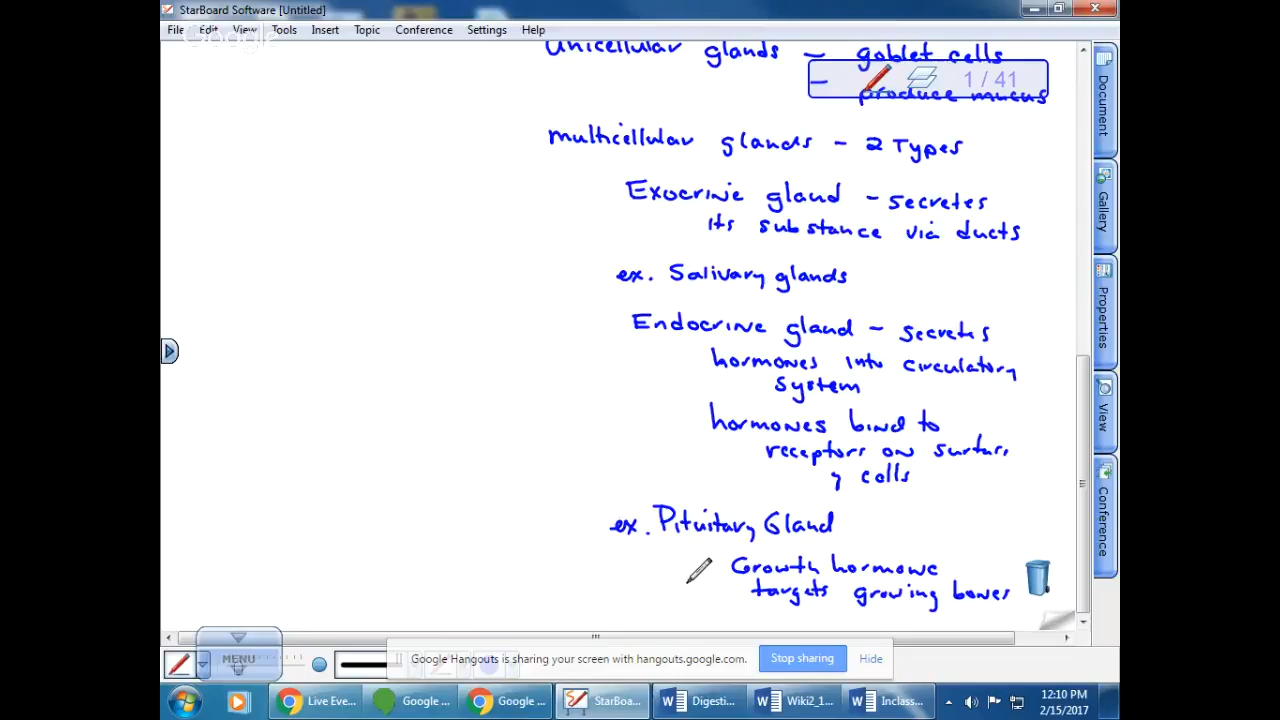 StarBoard Software [Untitled]
File Edit View Tools Insert Topic Conference Settings Help
Google
Unicellular glands - goblet cells
1 / 41
- produce mucus
multicellular glands - 2 Types
Exocrine gland - secretes
its substance via ducts
ex. Salivary glands
Endocrine gland - secretes
hormones into circulatory
system
hormones bind to
receptors on surface
of cells
ex. Pituitary Gland
Growth hormone
targets growing bones
Document
Gallery
Properties
View
Conference
MENU
Google Hangouts is sharing your screen with hangouts.google.com.
Stop sharing
Hide
Live Eve...
Google ...
Google ...
StarBoa...
Digesti...
Wiki2_1...
Inclass...
12:10 PM
2/15/2017